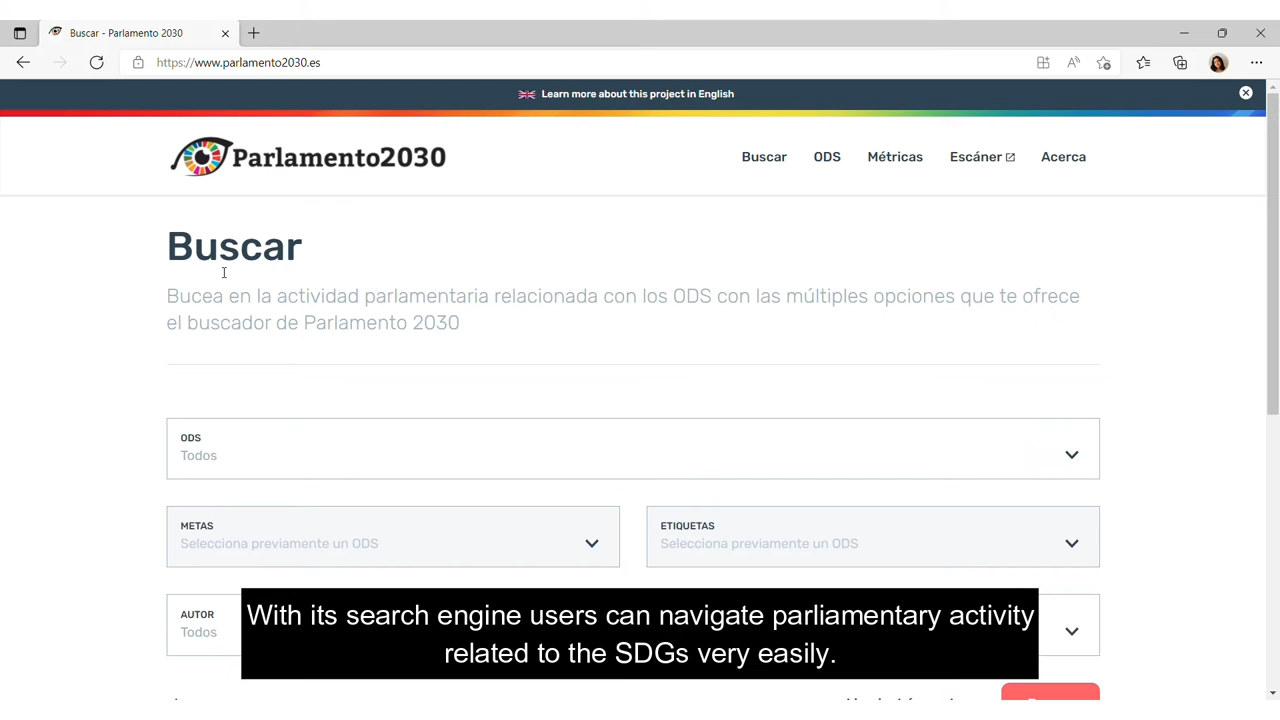 Buscar - Parlamento 2030
https://www.parlamento2030.es
Learn more about this project in English
Parlamento2030
Buscar
ODS
Métricas
Escáner
Acerca
Buscar
Bucea en la actividad parlamentaria relacionada con los ODS con las múltiples opciones que te ofrece
el buscador de Parlamento 2030
ODS
Todos
METAS
Selecciona previamente un ODS
ETIQUETAS
Selecciona previamente un ODS
AUTOR
Todos
With its search engine users can navigate parliamentary activity
related to the SDGs very easily.